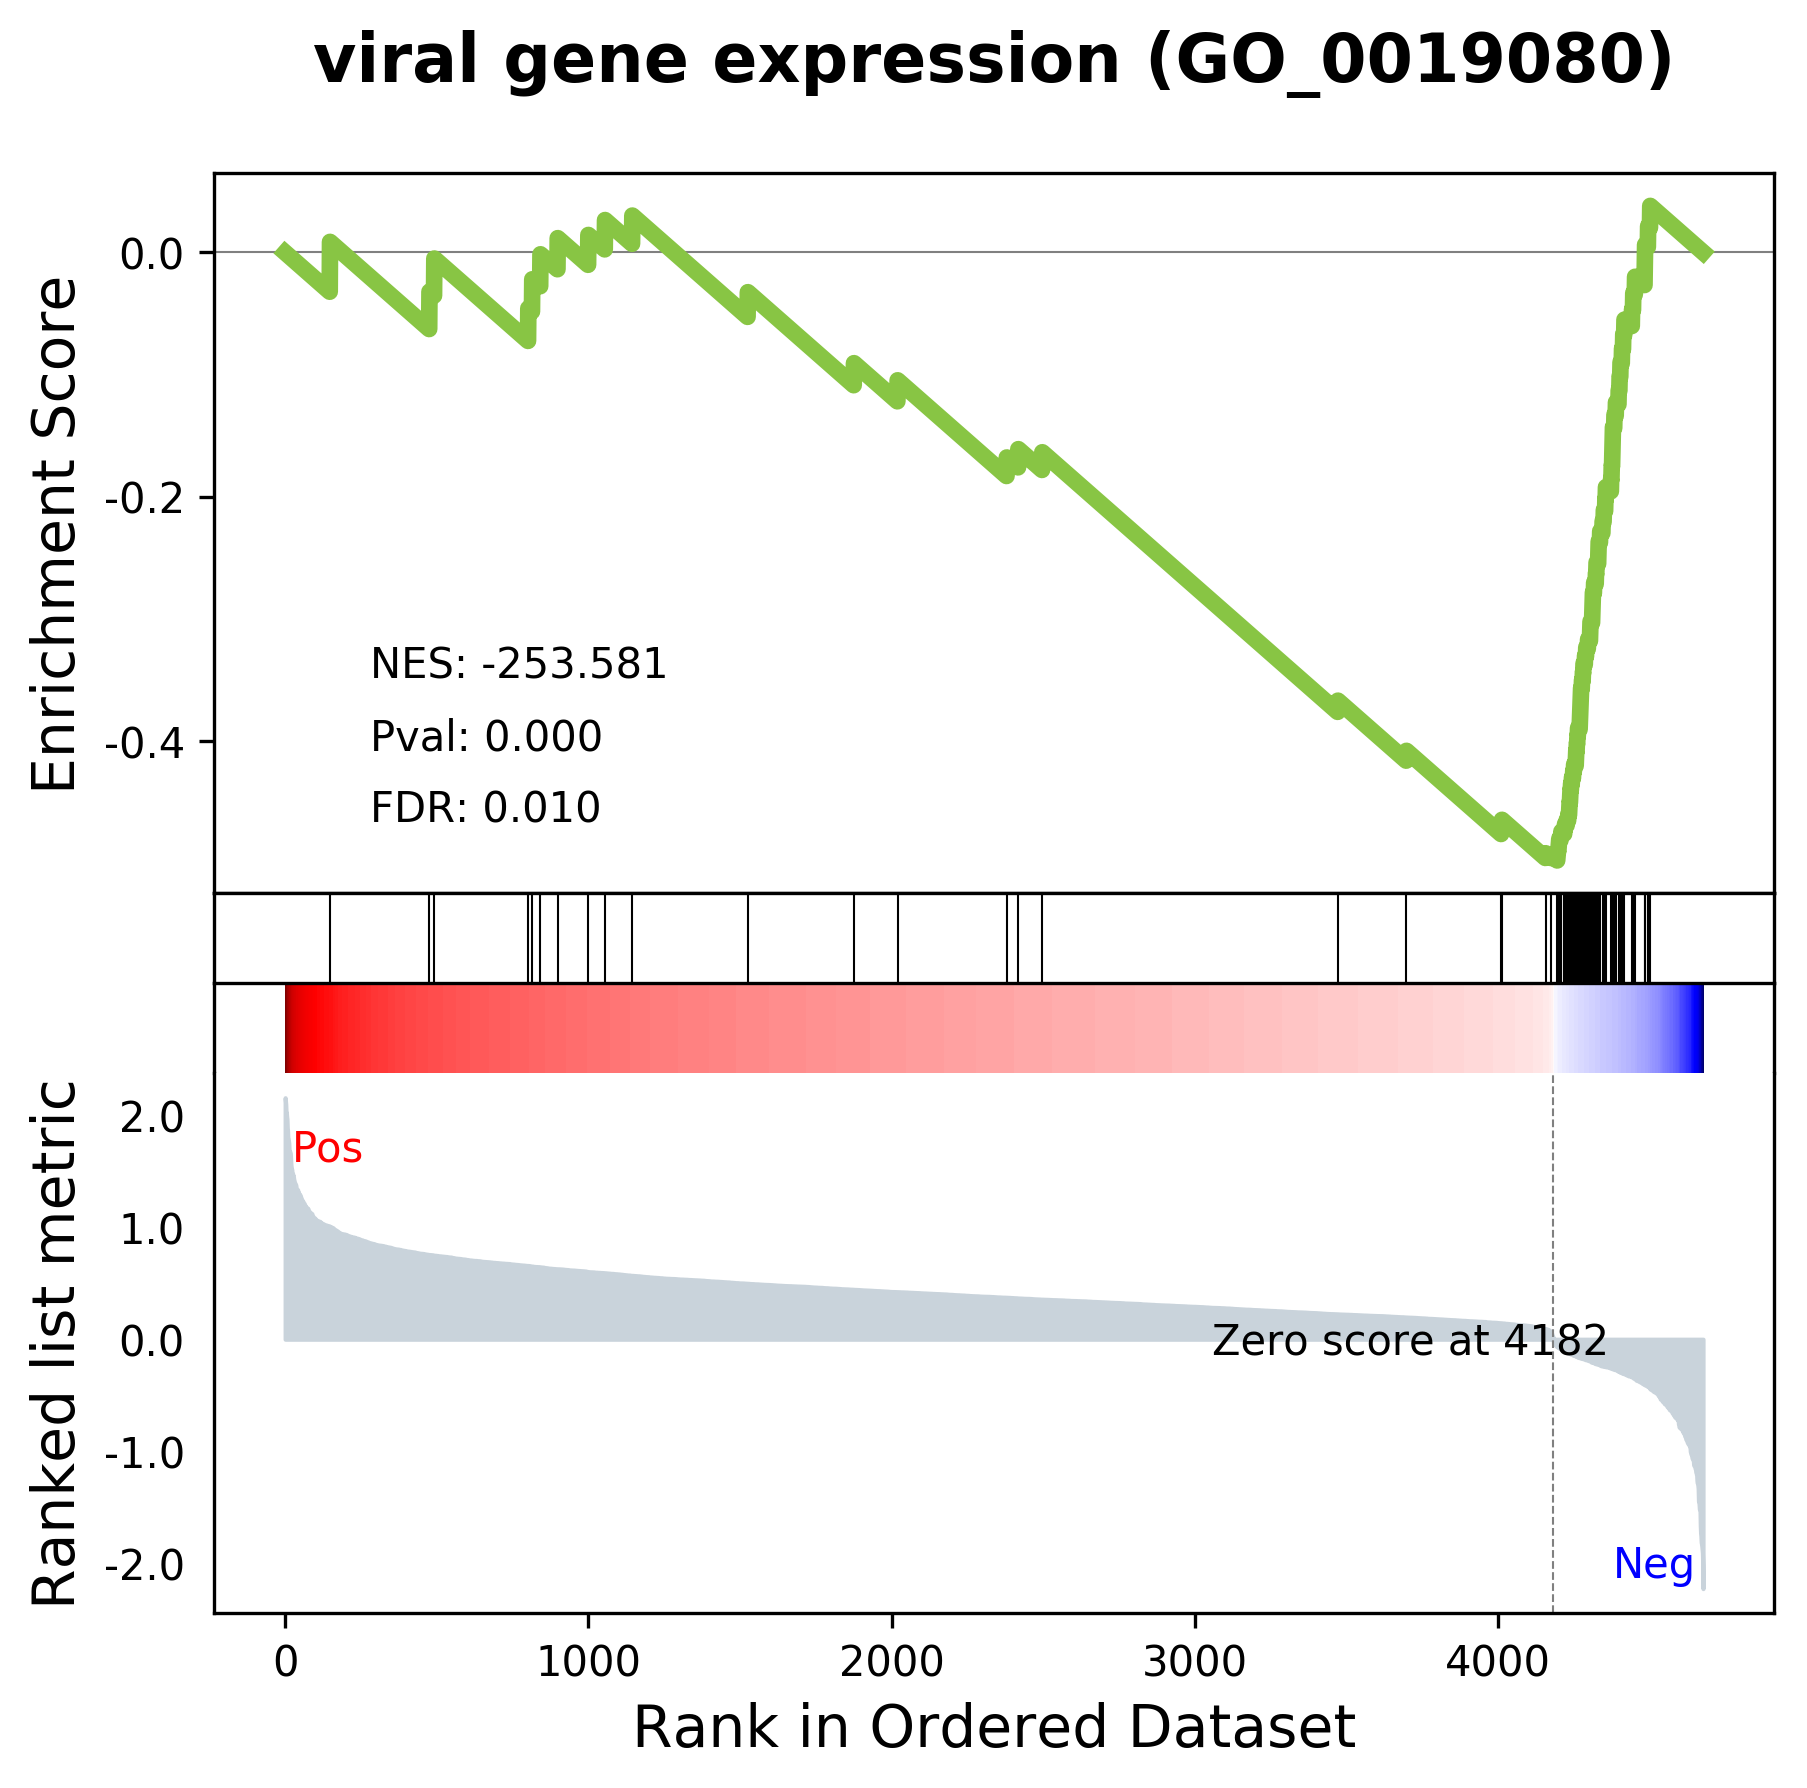 viral gene expression (GO_0019080)
Enrichment Score
0.0
-0.2
-0.4
NES: -253.581
Pval: 0.000
FDR: 0.010
Ranked list metric
2.0
1.0
0.0
-1.0
-2.0
Pos
Zero score at 4182
Neg
0 1000 2000 3000 4000
Rank in Ordered Dataset